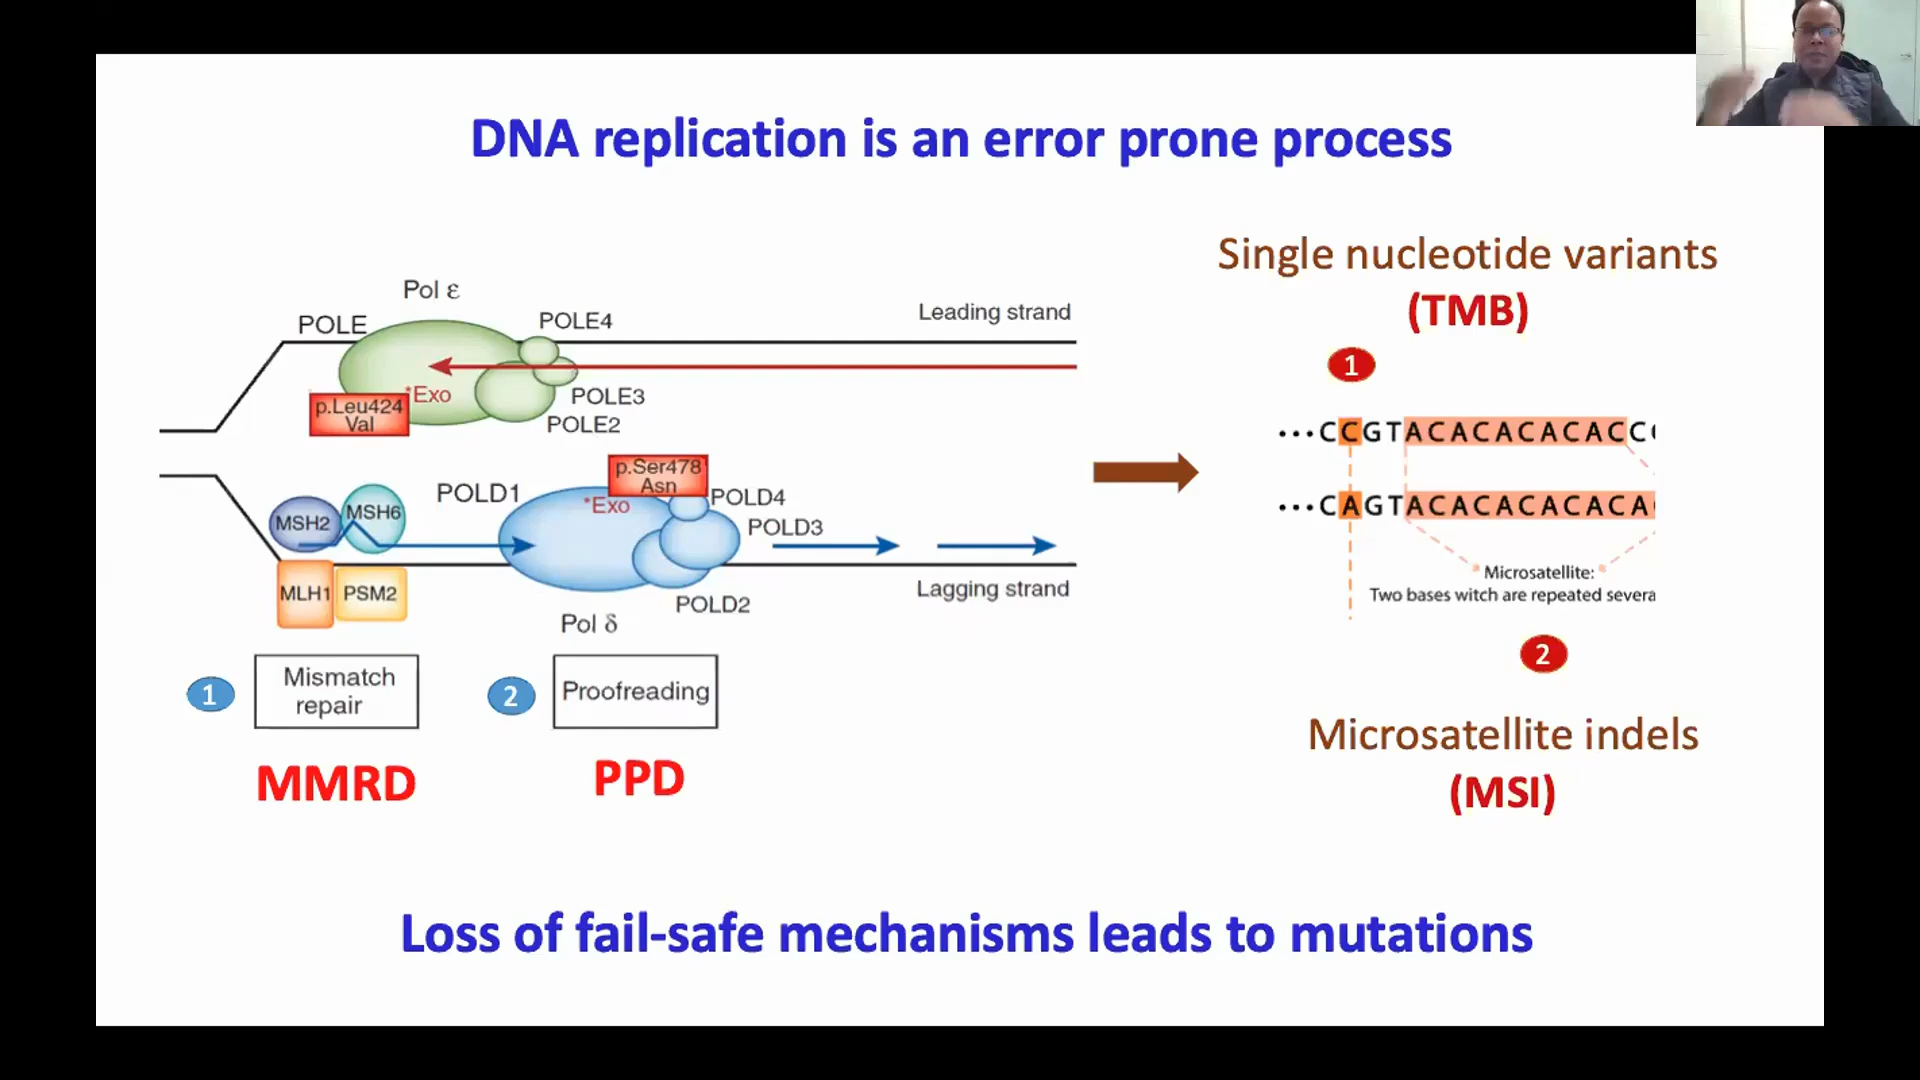 DNA replication is an error prone process
Pol ε
POLE
POLE4
Leading strand
*Exo
POLE3
p.Leu424
Val
POLE2
p.Ser478
Asn
POLD1
*Exo
POLD4
MSH2
MSH6
POLD3
MLH1
PSM2
Lagging strand
POLD2
Pol δ
1
Mismatch
repair
2
Proofreading
MMRD
PPD
Single nucleotide variants
(TMB)
1
...CCGTACACACACACC
...CAGTACACACACACA
Microsatellite:
Two bases witch are repeated severa
2
Microsatellite indels
(MSI)
Loss of fail-safe mechanisms leads to mutations